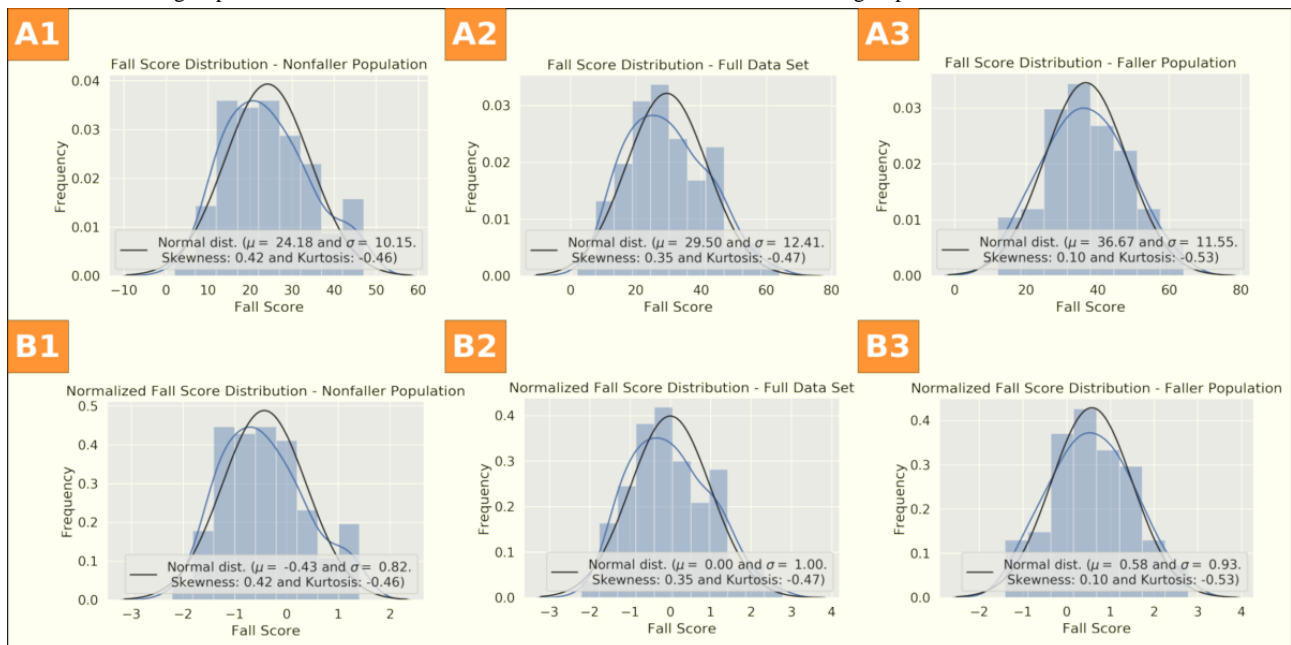 A1
A2
A3
Fall Score Distribution - Nonfaller Population
0.04
0.03
0.02
0.01
0.00
Frequency
Normal dist. (μ = 24.18 and σ = 10.15.
Skewness: 0.42 and Kurtosis: -0.46)
−10 0 10 20 30 40 50 60
Fall Score
Fall Score Distribution - Full Data Set
0.03
0.02
0.01
0.00
Frequency
Normal dist. (μ = 29.50 and σ = 12.41.
Skewness: 0.35 and Kurtosis: -0.47)
0 20 40 60 80
Fall Score
Fall Score Distribution - Faller Population
0.03
0.02
0.01
0.00
Frequency
Normal dist. (μ = 36.67 and σ = 11.55.
Skewness: 0.10 and Kurtosis: -0.53)
0 20 40 60 80
Fall Score
B1
B2
B3
Normalized Fall Score Distribution - Nonfaller Population
0.5
0.4
0.3
0.2
0.1
0.0
Frequency
Normal dist. (μ = -0.43 and σ = 0.82.
Skewness: 0.42 and Kurtosis: -0.46)
−3 −2 −1 0 1 2
Fall Score
Normalized Fall Score Distribution - Full Data Set
0.4
0.3
0.2
0.1
0.0
Frequency
Normal dist. (μ = 0.00 and σ = 1.00.
Skewness: 0.35 and Kurtosis: -0.47)
−3 −2 −1 0 1 2 3 4
Fall Score
Normalized Fall Score Distribution - Faller Population
0.4
0.3
0.2
0.1
0.0
Frequency
Normal dist. (μ = 0.58 and σ = 0.93.
Skewness: 0.10 and Kurtosis: -0.53)
−2 −1 0 1 2 3 4
Fall Score